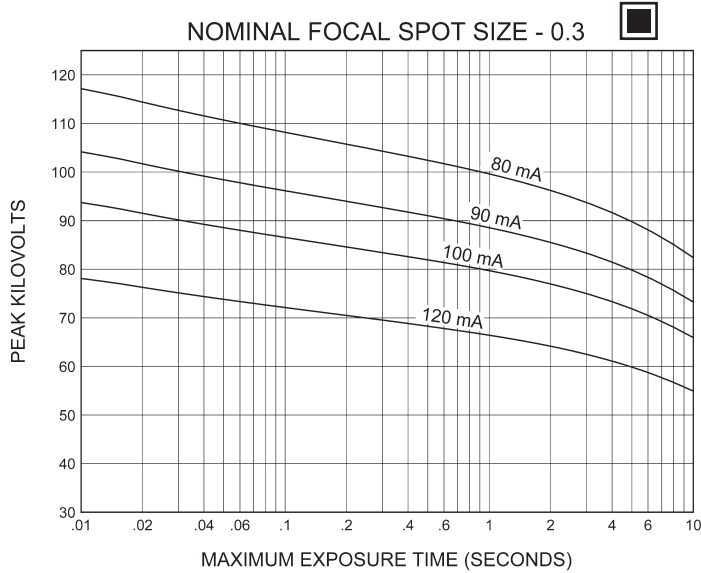 NOMINAL FOCAL SPOT SIZE - 0.3
120
110
100
90
80
70
60
50
40
30
PEAK KILOVOLTS
80 mA
90 mA
100 mA
120 mA
.01 .02 .04 .06 .1 .2 .4 .6 1 2 4 6 10
MAXIMUM EXPOSURE TIME (SECONDS)